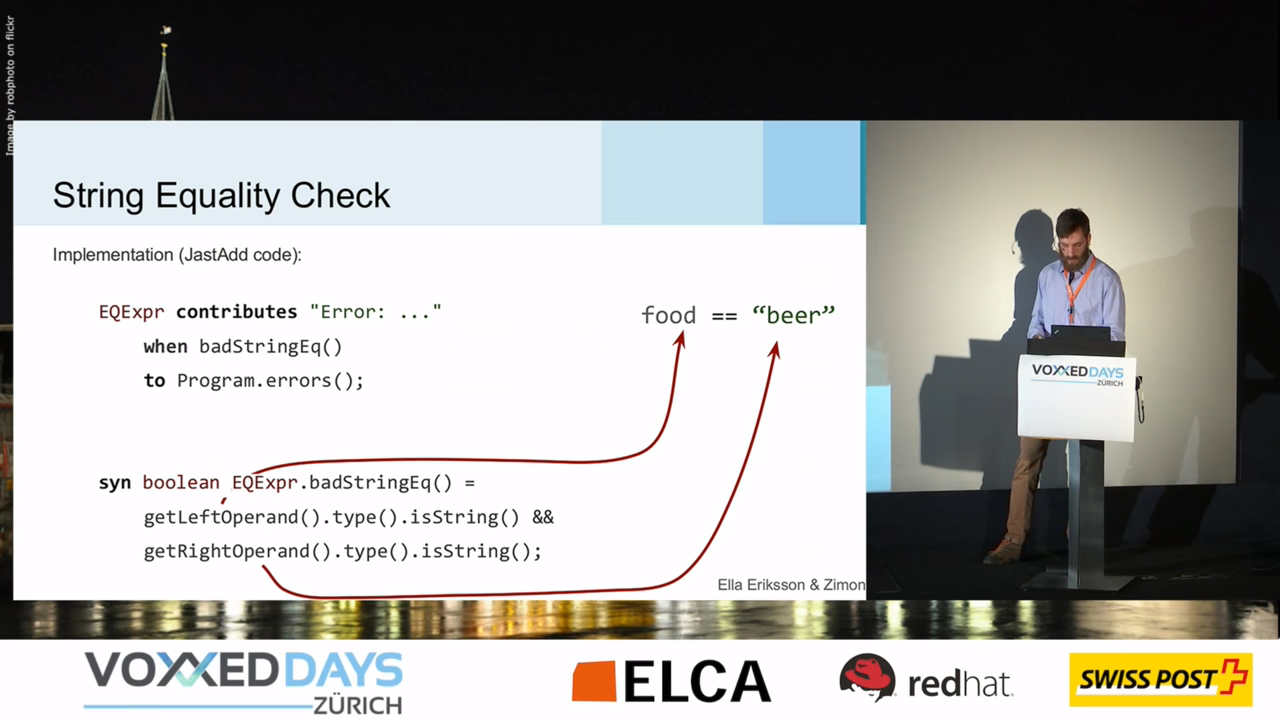 Image by robphoto on flickr
String Equality Check
Implementation (JastAdd code):
EQExpr contributes "Error: ..."
when badStringEq()
to Program.errors();
food == “beer”
syn boolean EQExpr.badStringEq() =
getLeftOperand().type().isString() &&
getRightOperand().type().isString();
Ella Eriksson & Zimon
VOXXEDDAYS
ZÜRICH
VOXXEDDAYS
ZÜRICH
ELCA
redhat.
SWISS POST